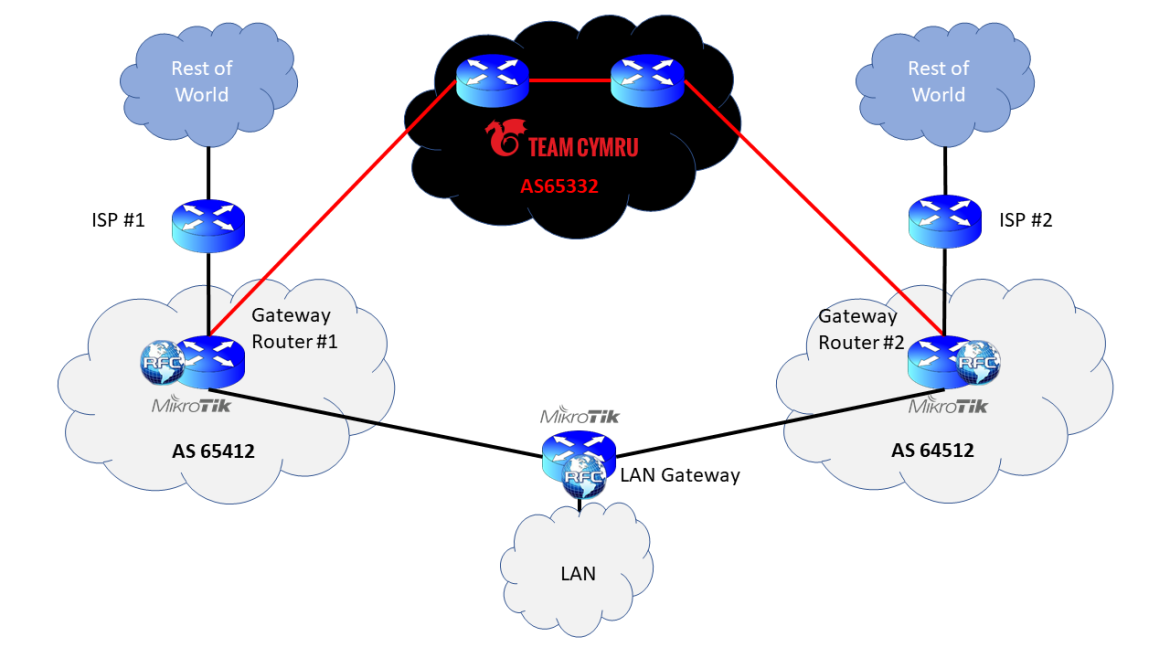 Rest of
World
TEAM CYMRU
AS65332
Rest of
World
ISP #1
ISP #2
Gateway
Router #1
RFC
MikroTik
AS 65412
Gateway
Router #2
RFC
MikroTik
AS 64512
MikroTik
RFC
LAN Gateway
LAN